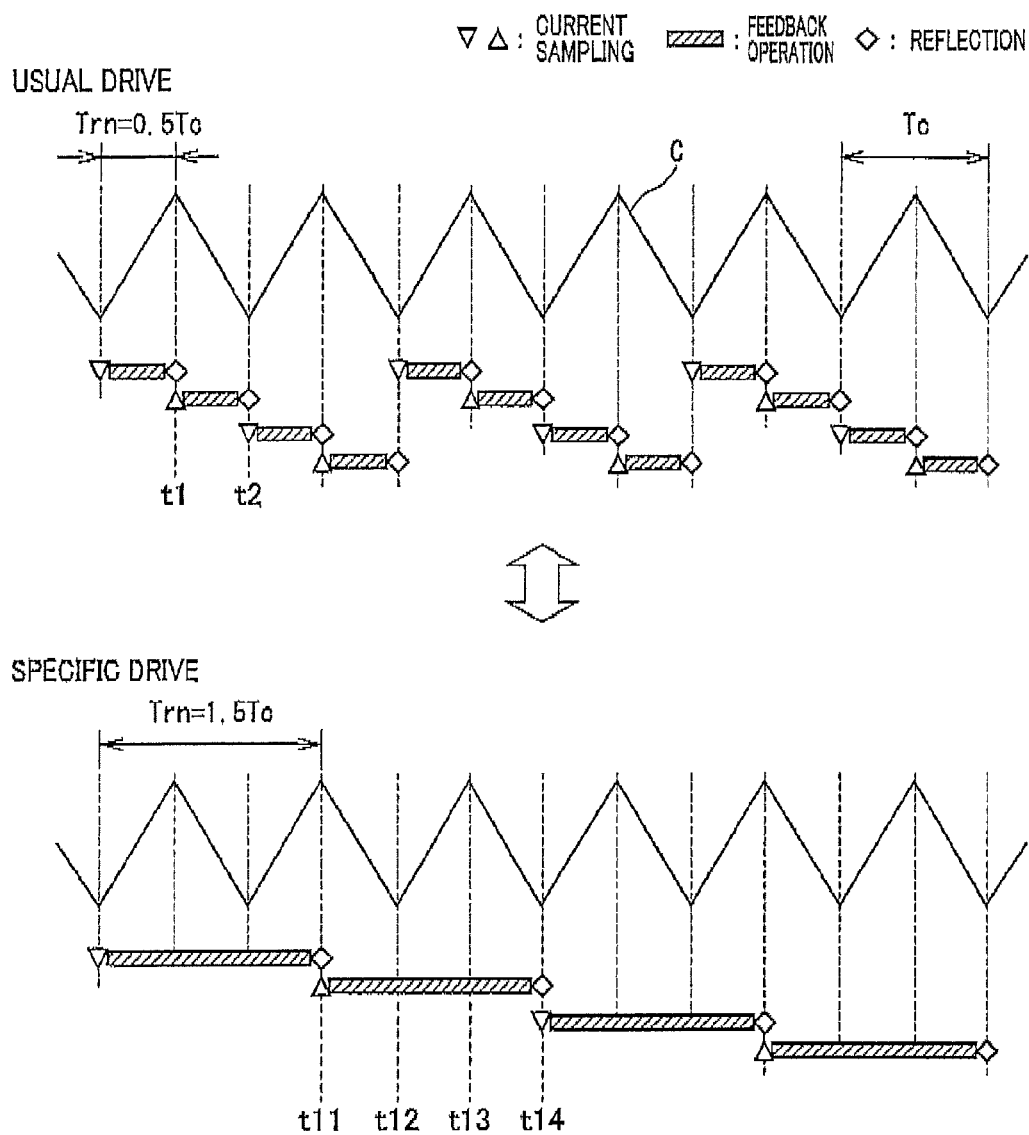 ▽ △ : CURRENT SAMPLING : FEEDBACK OPERATION ◇ : REFLECTION
USUAL DRIVE
Trn=0.5Tc
C
Tc
t1 t2
SPECIFIC DRIVE
Trn=1.5Tc
t11 t12 t13 t14